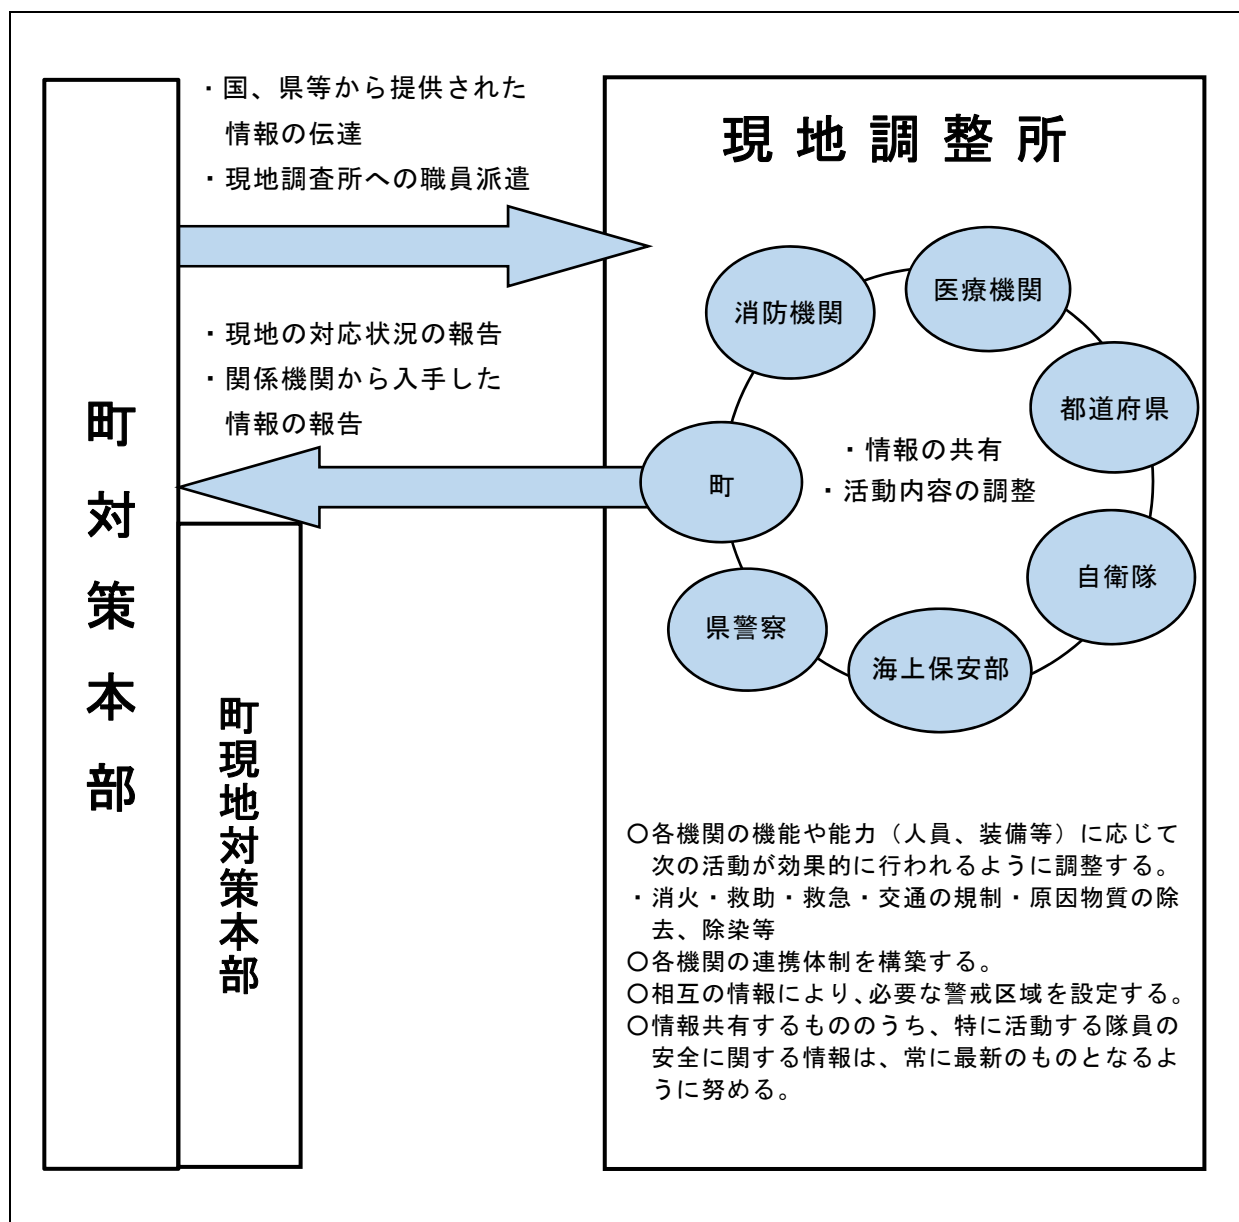 ・国、県等から提供された
情報の伝達
・現地調査所への職員派遣
・現地の対応状況の報告
・関係機関から入手した
情報の報告
町対策本部
町現地対策本部
現地調整所
消防機関
医療機関
都道府県
自衛隊
海上保安部
県警察
町
・情報の共有
・活動内容の調整
〇各機関の機能や能力（人員、装備等）に応じて
次の活動が効果的に行われるように調整する。
・消火・救助・救急・交通の規制・原因物質の除
去、除染等
〇各機関の連携体制を構築する。
〇相互の情報により、必要な警戒区域を設定する。
〇情報共有するもののうち、特に活動する隊員の
安全に関する情報は、常に最新のものとなるよ
うに努める。